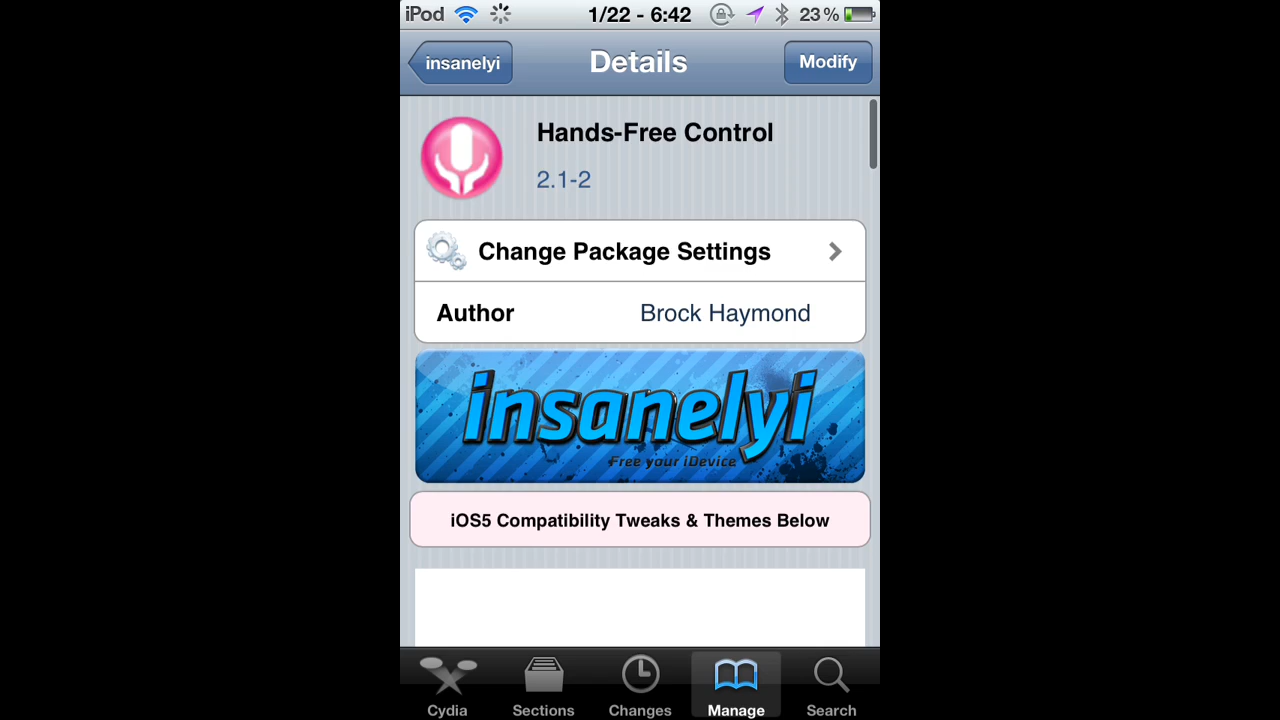 iPod 1/22 - 6:42 23%
insanelyi Details Modify
Hands-Free Control
2.1-2
Change Package Settings
Author Brock Haymond
insanelyi
Free your iDevice
iOS5 Compatibility Tweaks & Themes Below
Cydia Sections Changes Manage Search